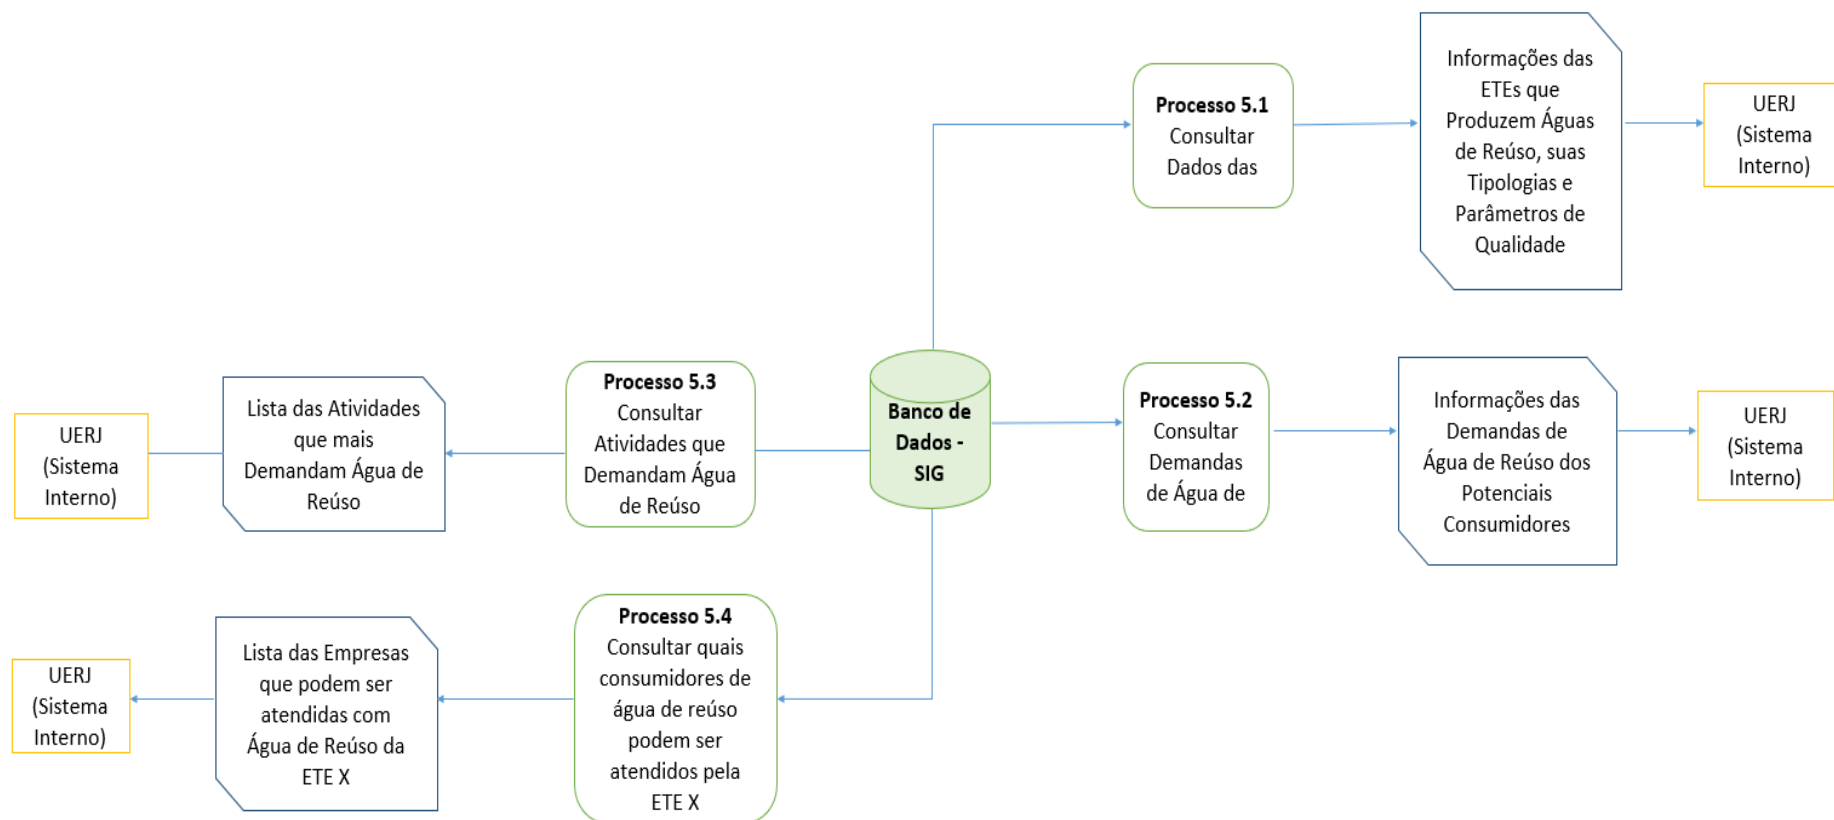 Processo 5.1
Consultar
Dados das
Informações das
ETEs que
Produzem Águas
de Reúso, suas
Tipologias e
Parâmetros de
Qualidade
UERJ
(Sistema
Interno)
UERJ
(Sistema
Interno)
Lista das Atividades
que mais
Demandam Água de
Reúso
Processo 5.3
Consultar
Atividades que
Demandam Água
de Reúso
Banco de
Dados -
SIG
Processo 5.2
Consultar
Demandas
de Água de
Informações das
Demandas de
Água de Reúso dos
Potenciais
Consumidores
UERJ
(Sistema
Interno)
UERJ
(Sistema
Interno)
Lista das Empresas
que podem ser
atendidas com
Água de Reúso da
ETE X
Processo 5.4
Consultar quais
consumidores de
água de reúso
podem ser
atendidos pela
ETE X